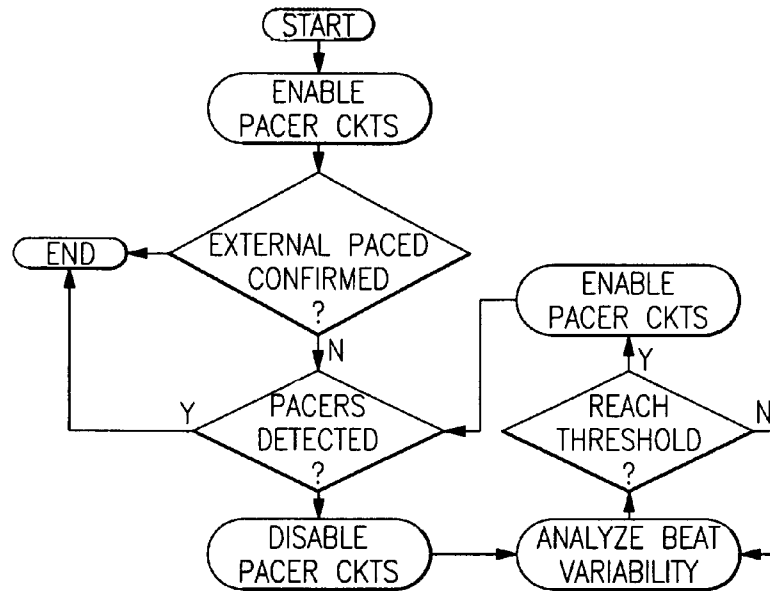 START
ENABLE
PACER CKTS
EXTERNAL PACED
CONFIRMED
?
END
N
ENABLE
PACER CKTS
Y
PACERS
DETECTED
?
Y
REACH
THRESHOLD
?
N
DISABLE
PACER CKTS
ANALYZE BEAT
VARIABILITY